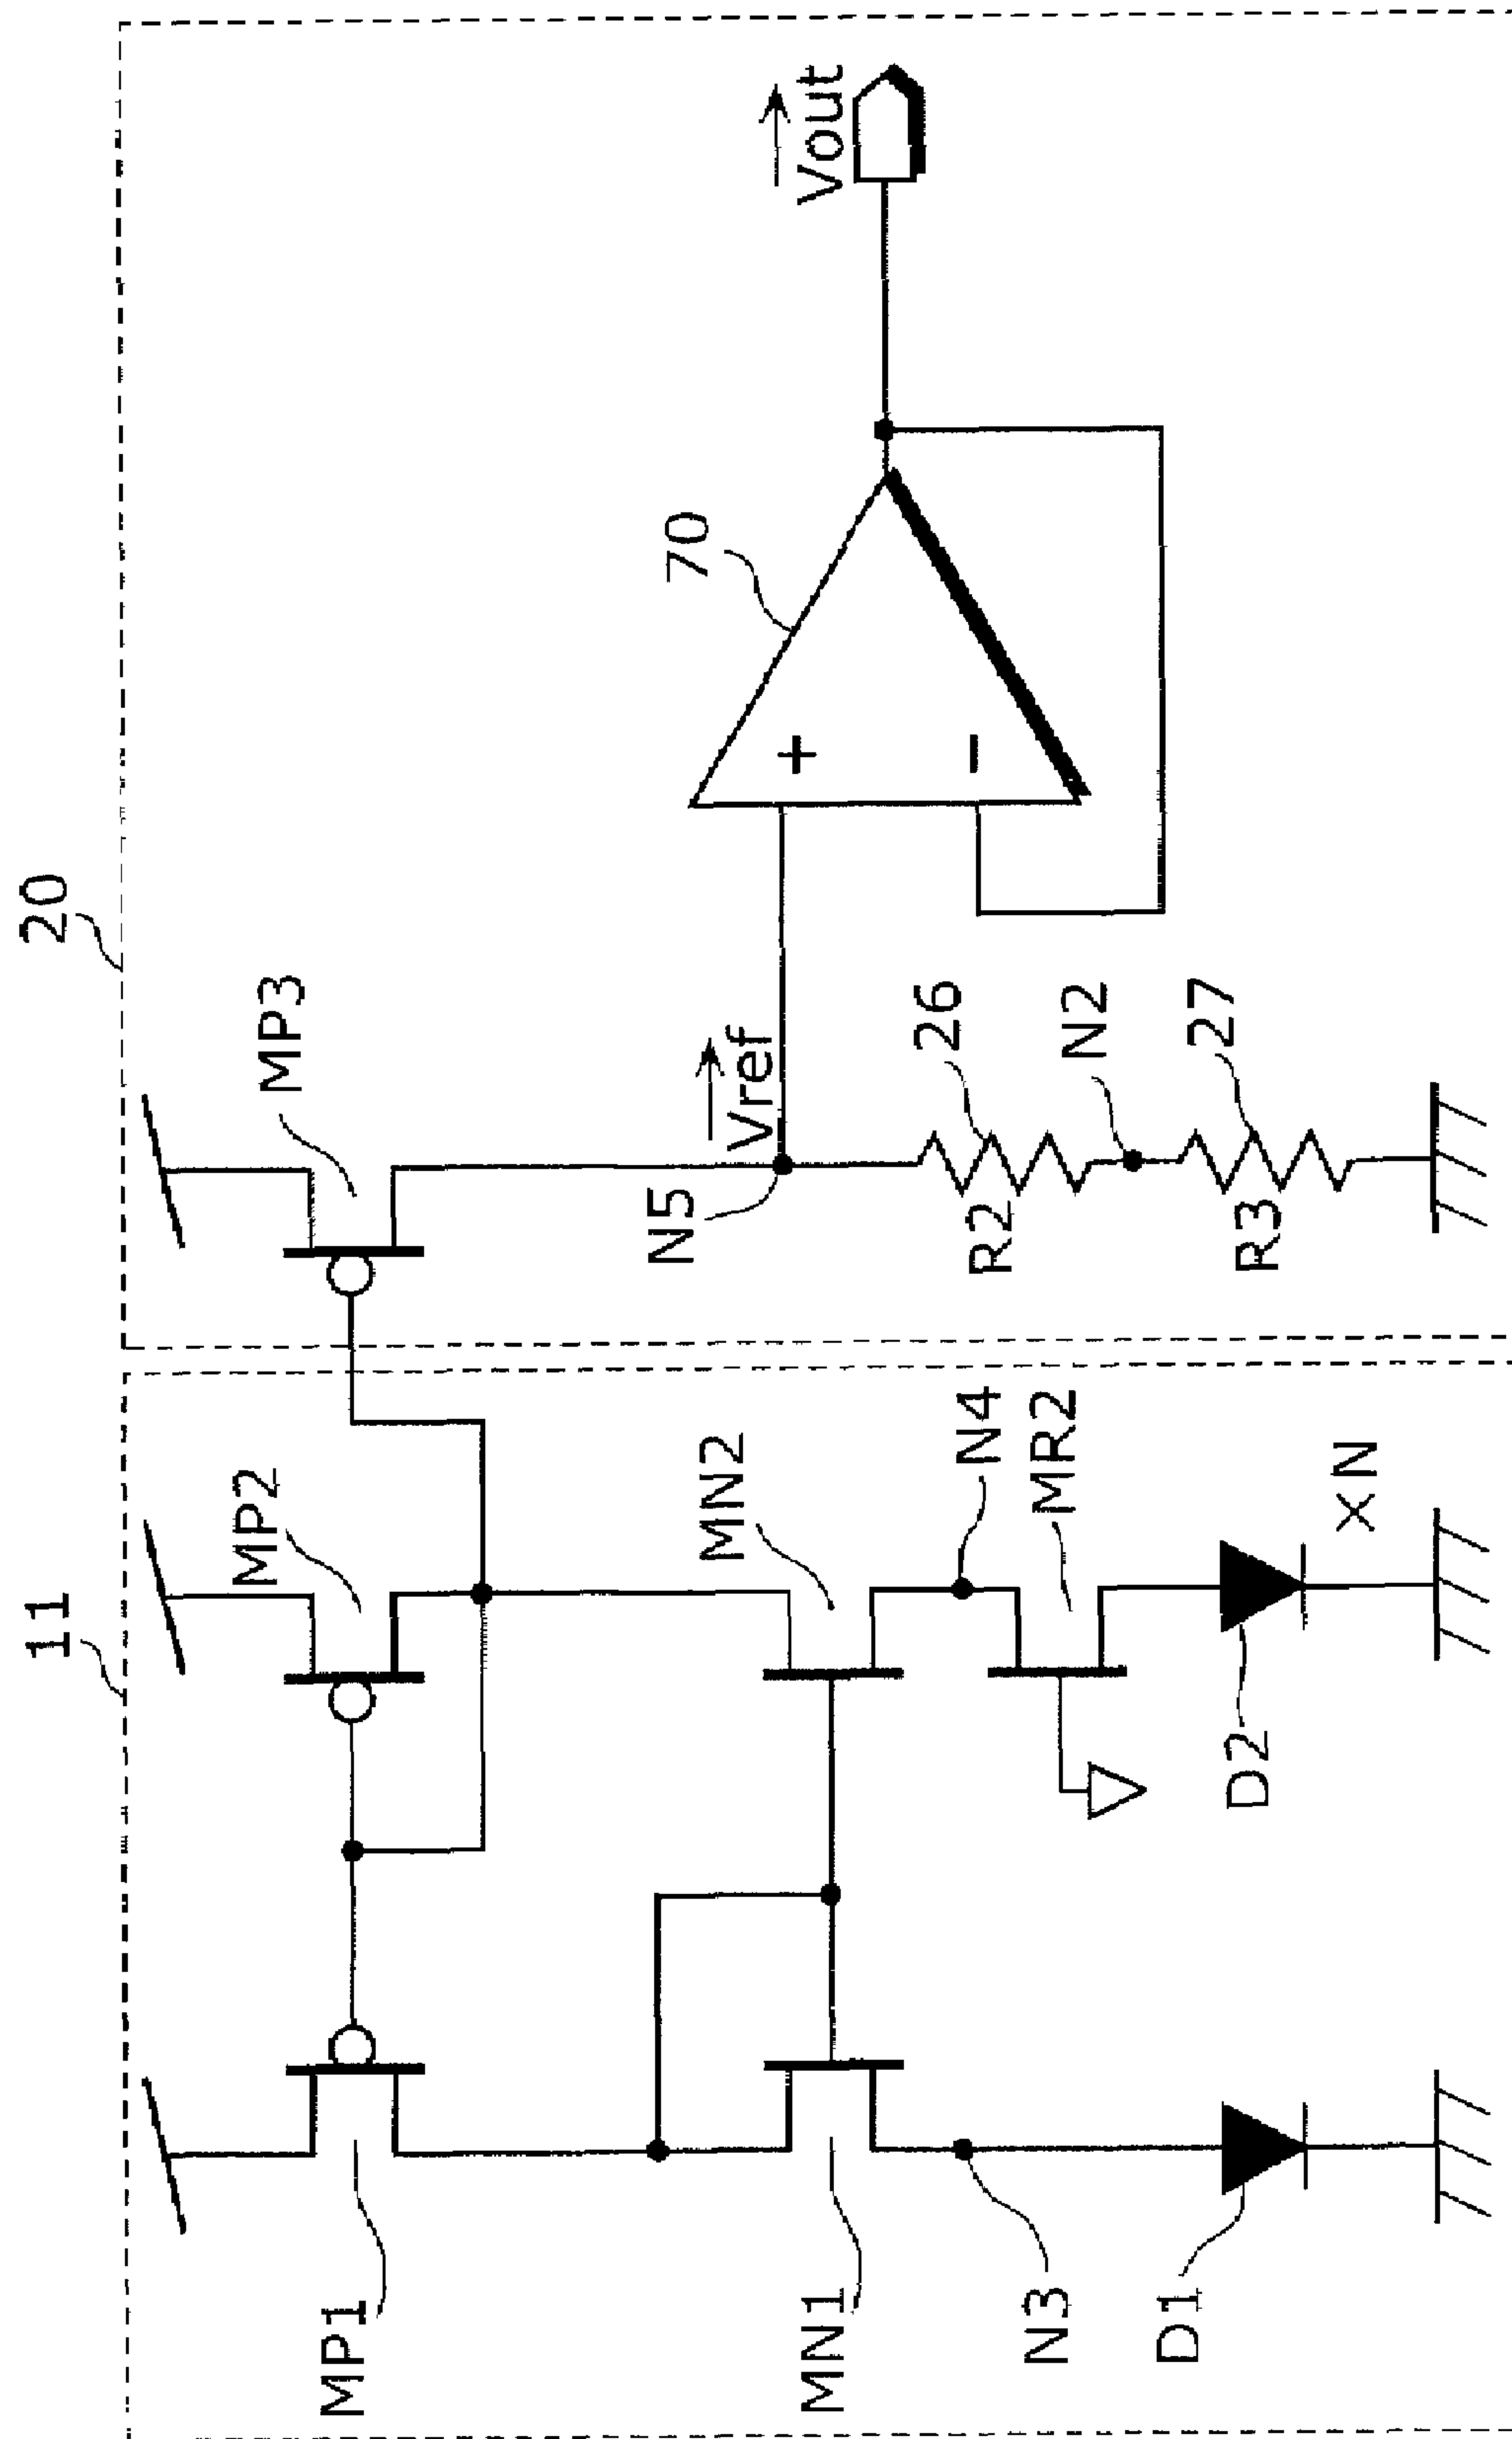 11
20
MP1
MP2
MP3
MN1
MN2
N3
N4
MR2
D1
D2
×N
N5
Vref
R2
26
N2
R3
27
70
+
−
Vout